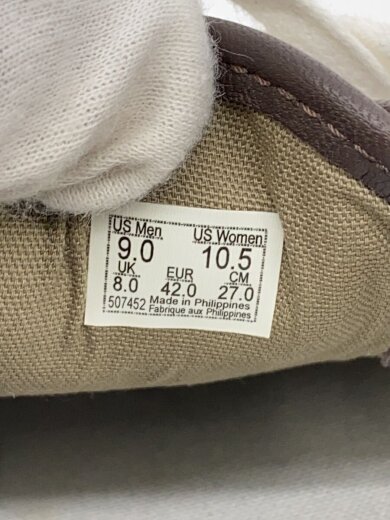 US Men US Women
9.0 10.5
UK EUR CM
8.0 42.0 27.0
507452 Made in Philippines
Fabrique aux Philippines